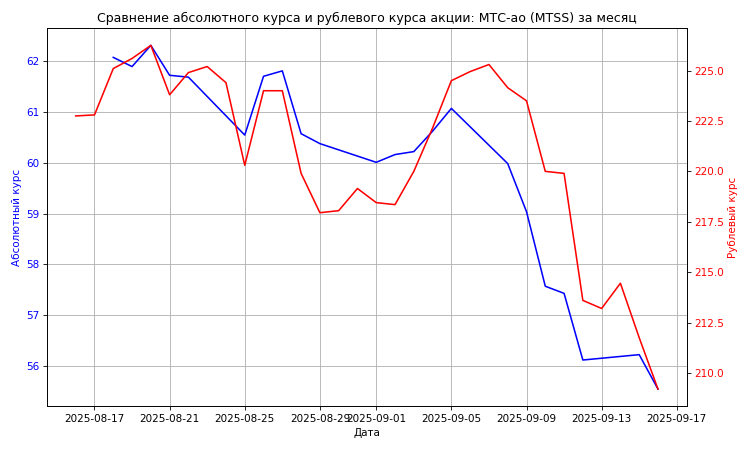 Сравнение абсолютного курса и рублевого курса акции: МТС-ао (MTSS) за месяц
Абсолютный курс
62
61
60
59
58
57
56
225.0
222.5
220.0
217.5
215.0
212.5
210.0
Рублевый курс
2025-08-17 2025-08-21 2025-08-25 2025-08-29 2025-09-01 2025-09-05 2025-09-09 2025-09-13 2025-09-17
Дата